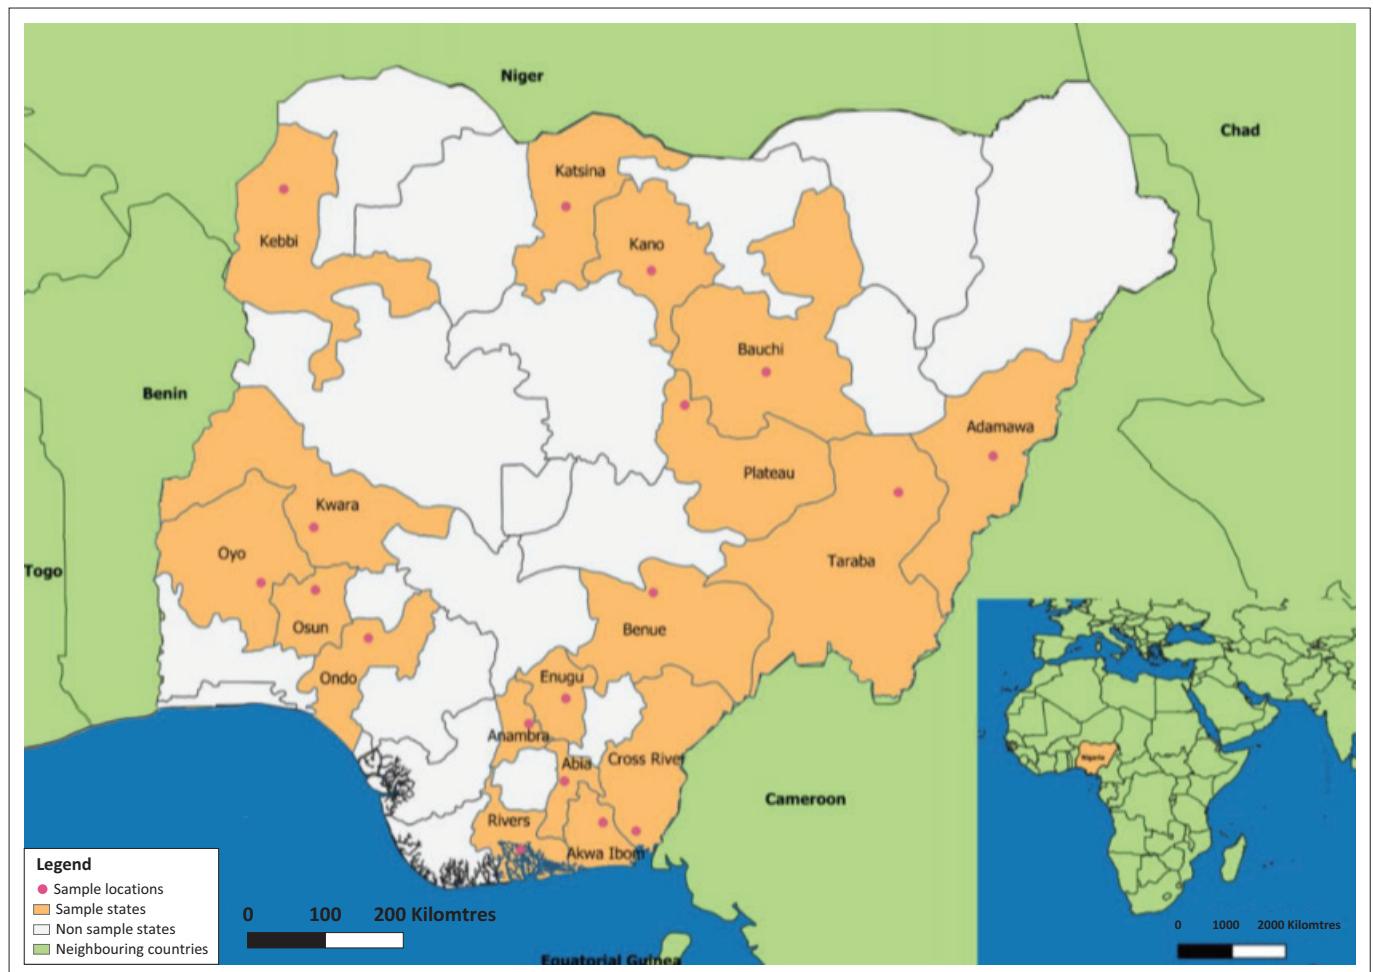 Niger
Chad
Katsina
Kano
Kebbi
Bauchi
Benin
Adamawa
Plateau
Kwara
Oyo
Taraba
Togo
Osun
Benue
Ondo
Enugu
Anambra
Abia
Cross River
Nigeria
Cameroon
Rivers
Akwa Ibom
Legend
Sample locations
Sample states
Non sample states
Neighbouring countries
0 100 200 Kilomtres
0 1000 2000 Kilomtres
Equatorial Guinea